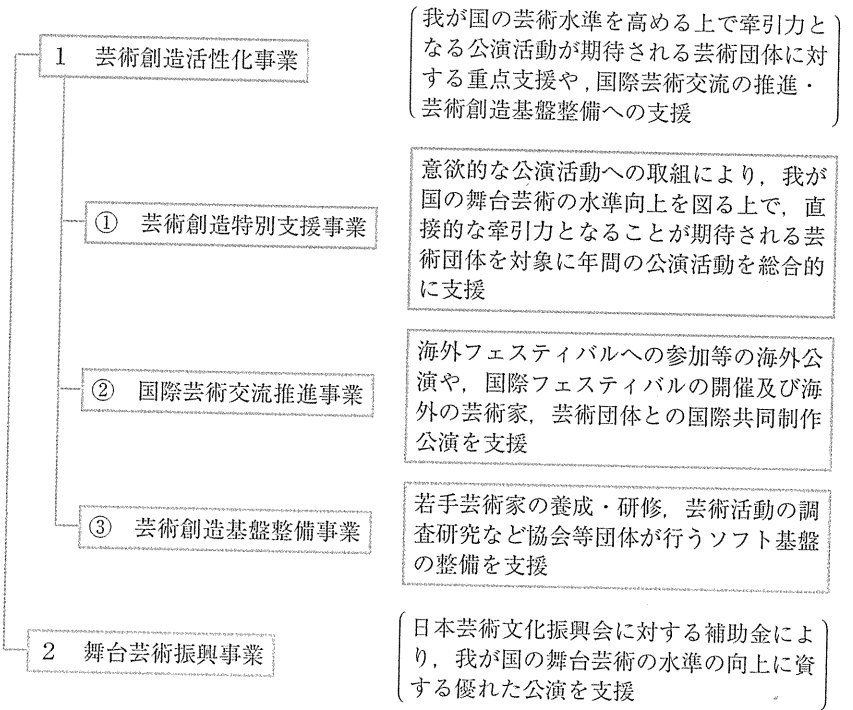 1 芸術創造活性化事業
我が国の芸術水準を高める上で牽引力と
なる公演活動が期待される芸術団体に対
する重点支援や，国際芸術交流の推進・
芸術創造基盤整備への支援
① 芸術創造特別支援事業
意欲的な公演活動への取組により，我が
国の舞台芸術の水準向上を図る上で，直
接的な牽引力となることが期待される芸
術団体を対象に年間の公演活動を総合的
に支援
② 国際芸術交流推進事業
海外フェスティバルへの参加等の海外公
演や，国際フェスティバルの開催及び海
外の芸術家，芸術団体との国際共同制作
公演を支援
③ 芸術創造基盤整備事業
若手芸術家の養成・研修，芸術活動の調
査研究など協会等団体が行うソフト基盤
の整備を支援
2 舞台芸術振興事業
日本芸術文化振興会に対する補助金によ
り，我が国の舞台芸術の水準の向上に資
する優れた公演を支援